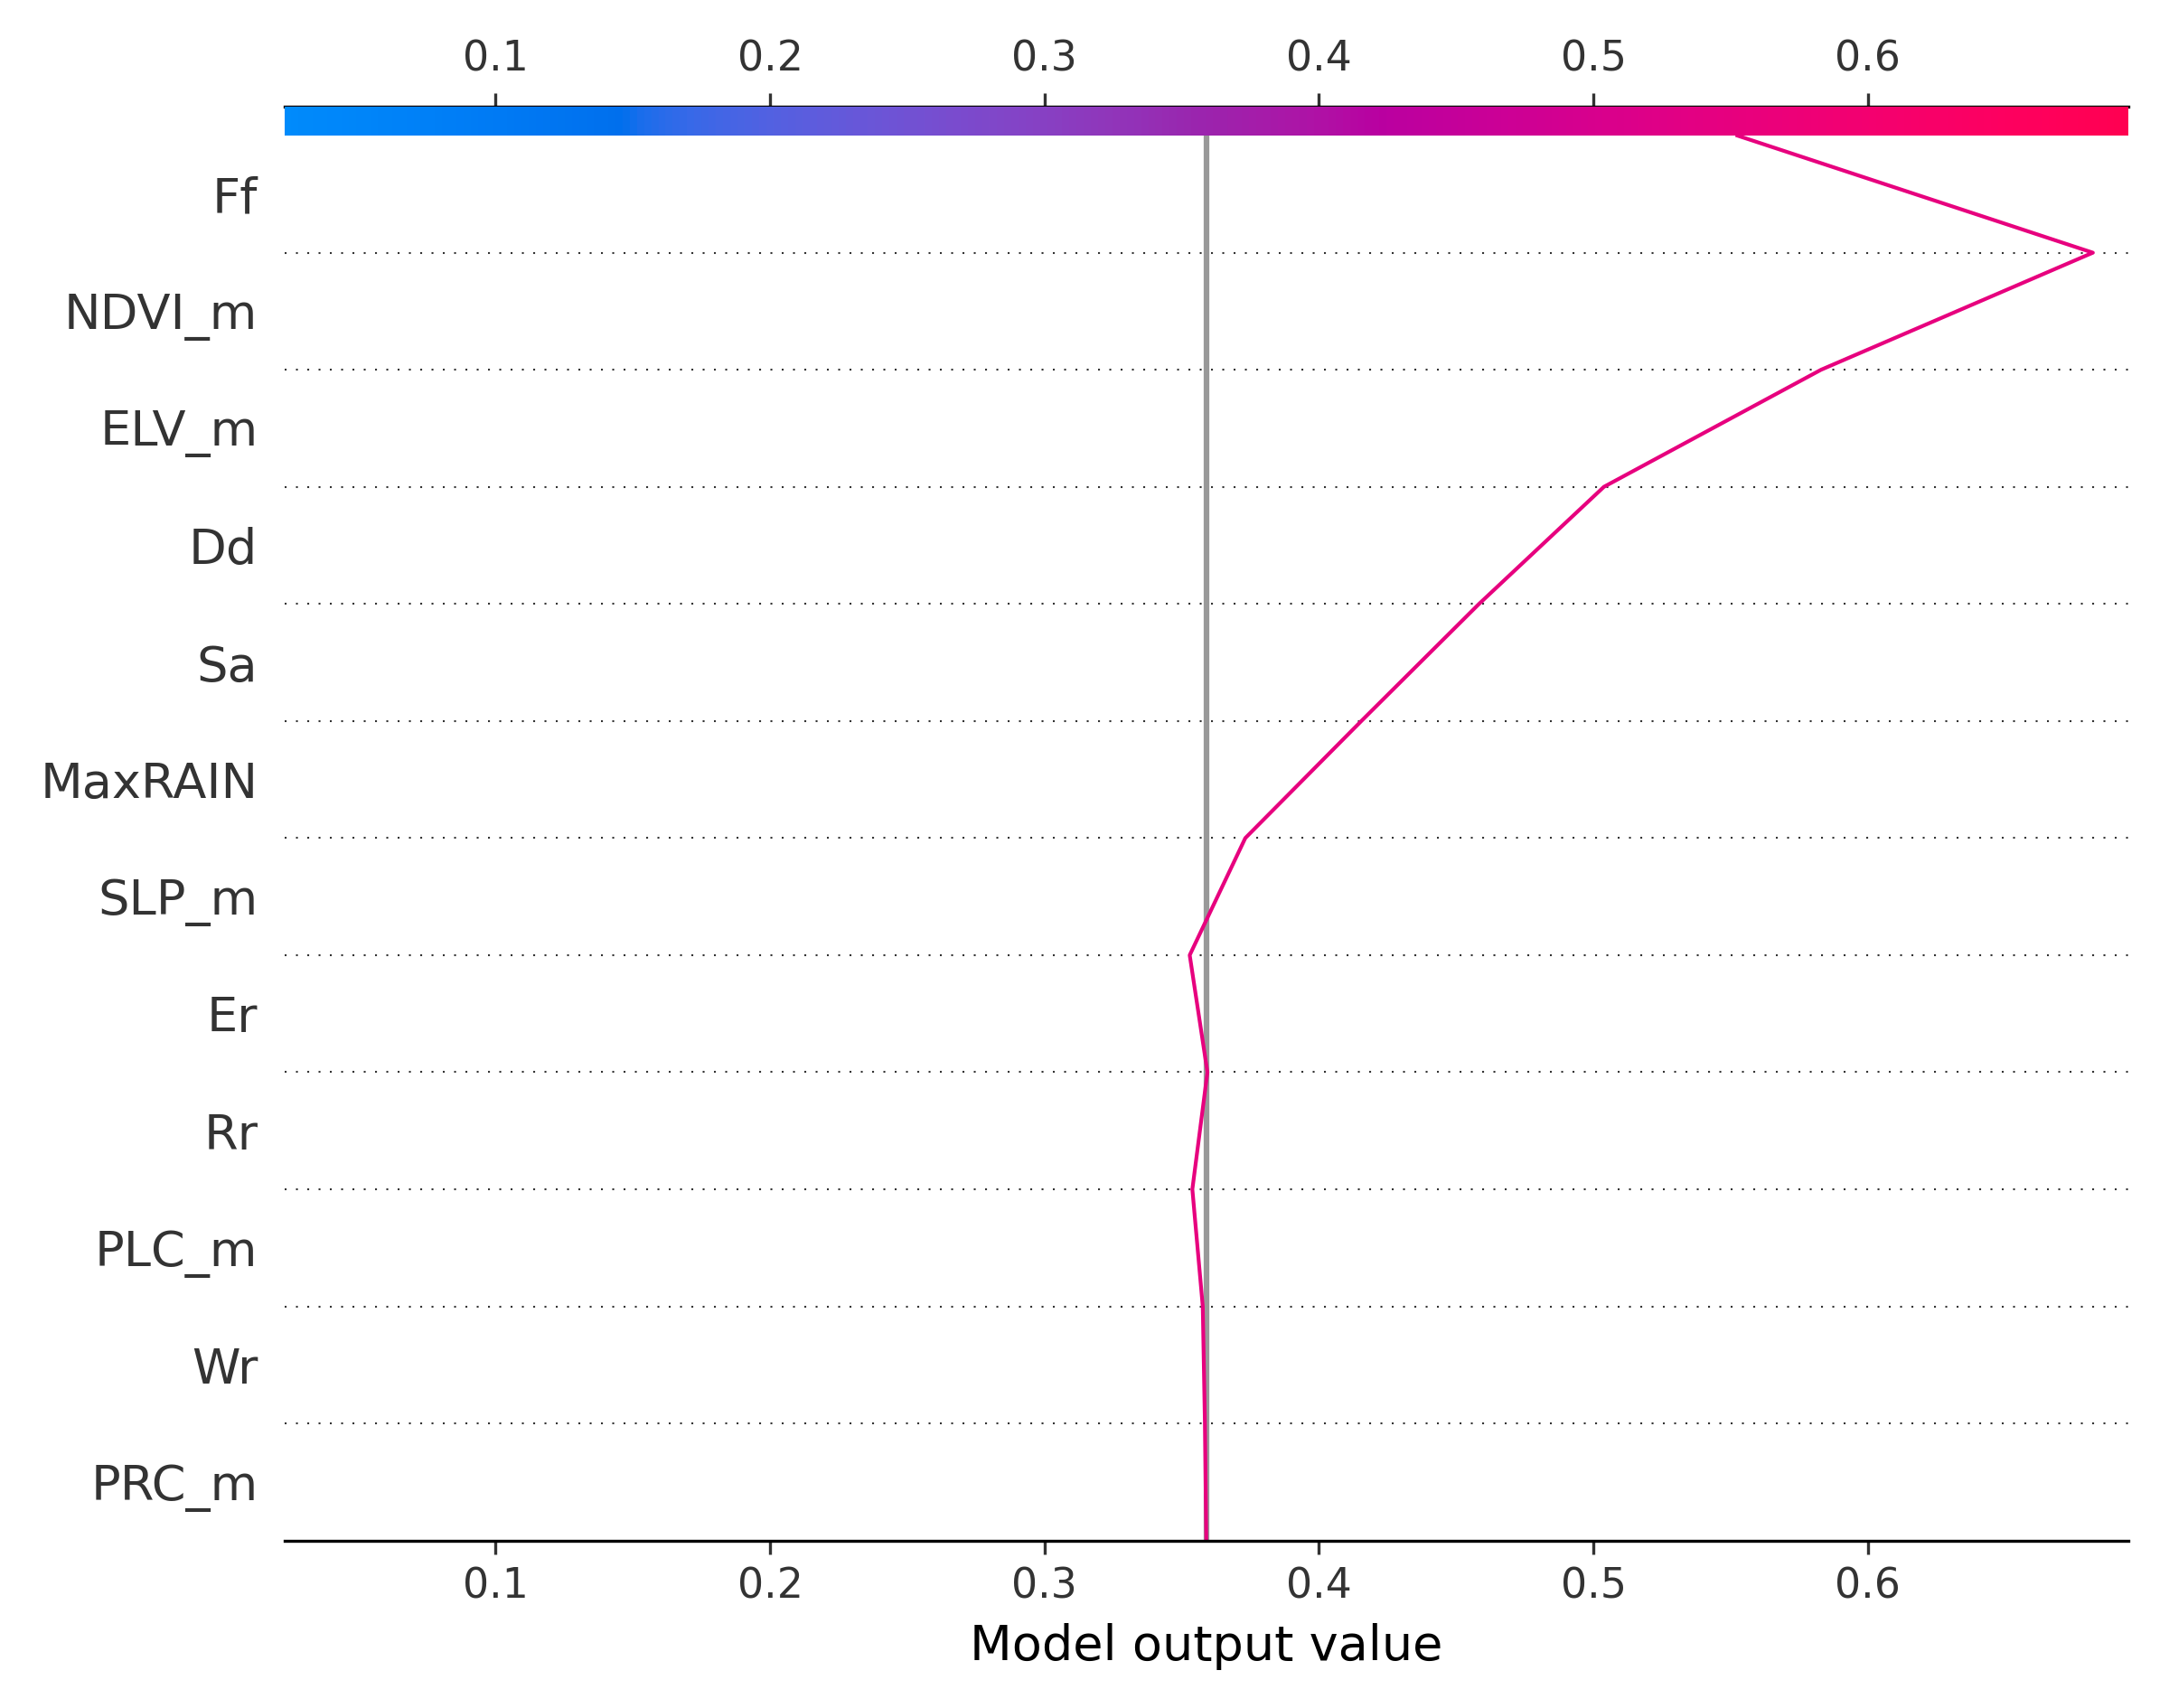 0.1 0.2 0.3 0.4 0.5 0.6
Ff
NDVI_m
ELV_m
Dd
Sa
MaxRAIN
SLP_m
Er
Rr
PLC_m
Wr
PRC_m
0.1 0.2 0.3 0.4 0.5 0.6
Model output value